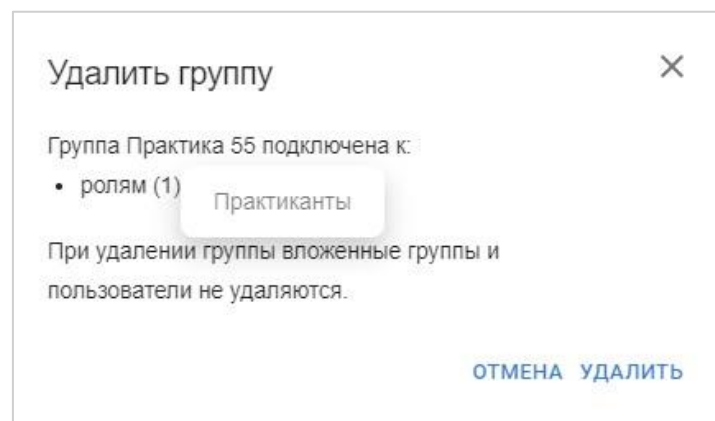 Удалить группу
Группа Практика 55 подключена к:
• ролям (1)
Практиканты
При удалении группы вложенные группы и
пользователи не удаляются.
ОТМЕНА УДАЛИТЬ